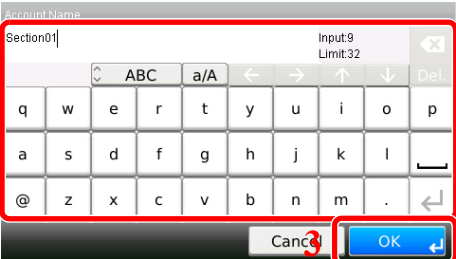 Account Name
Section01
Input:9
Limit:32
ABC a/A ← → ↑ ↓ Del.
q w e r t y u i o p
a s d f g h j k l
@ z x c v b n m .
Cancel 3 OK